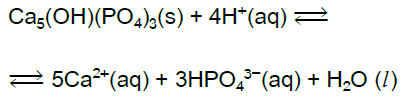 Ca₅(OH)(PO₄)₃(s) + 4H⁺(aq) ⇌
⇌ 5Ca²⁺(aq) + 3HPO₄³⁻(aq) + H₂O (l)